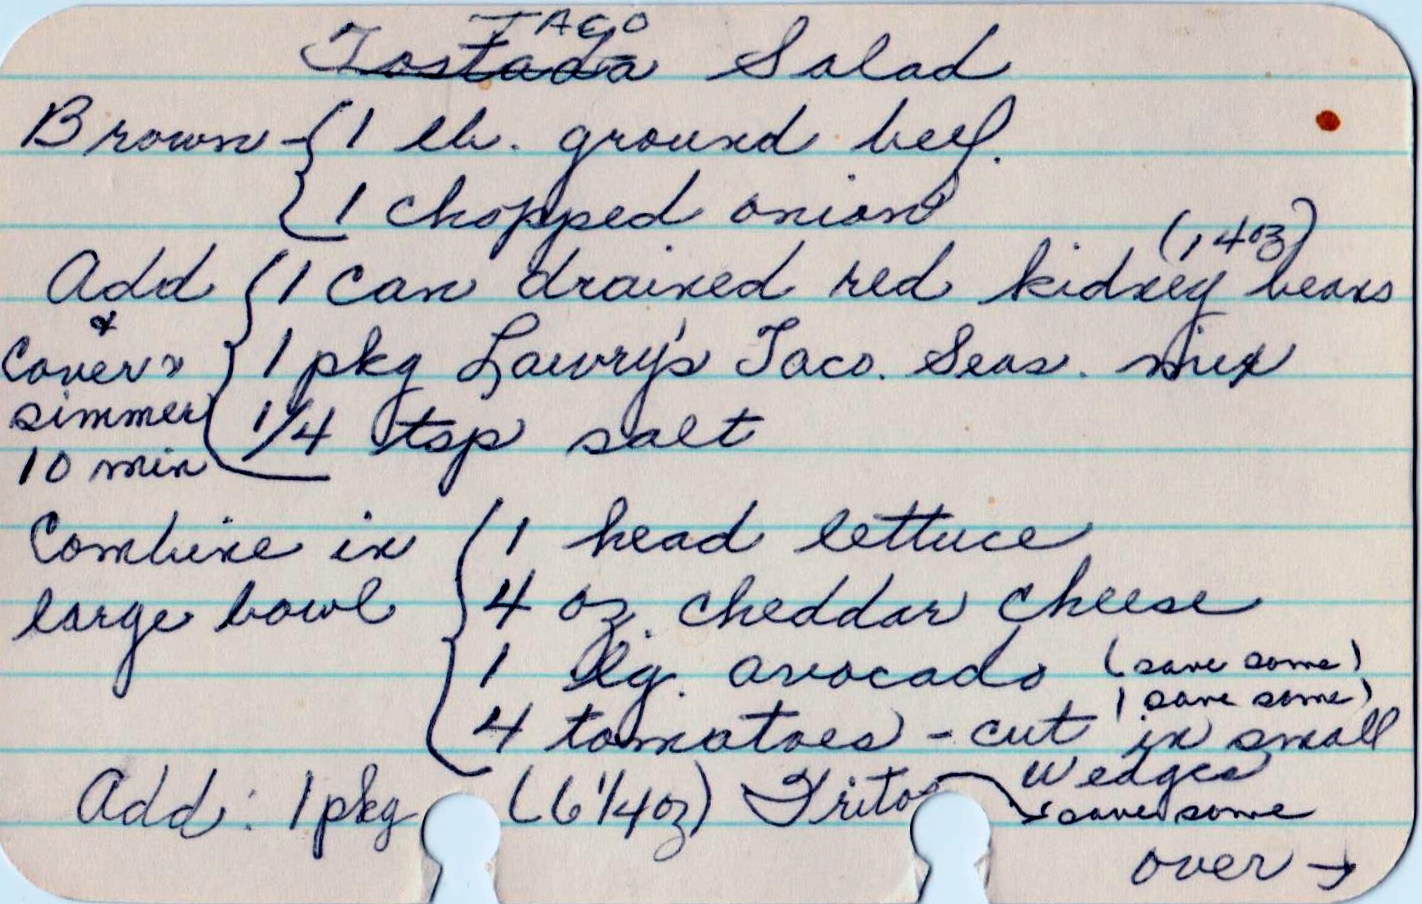 TACO
Tostada Salad
Brown { 1 lb. ground beef.
1 chopped onion
(14oz)
Add { 1 can drained red kidney beans
&
Cover & { 1 pkg Lawry's Taco. Seas. mix
simmer 1/4 tsp salt
10 min
Combine in { 1 head lettuce
large bowl 4 oz. cheddar cheese
1 lg. avocado (save some)
(save some)
4 tomatoes - cut in small
wedges
Add: 1 pkg (6 1/4 oz) Fritos save some
over →